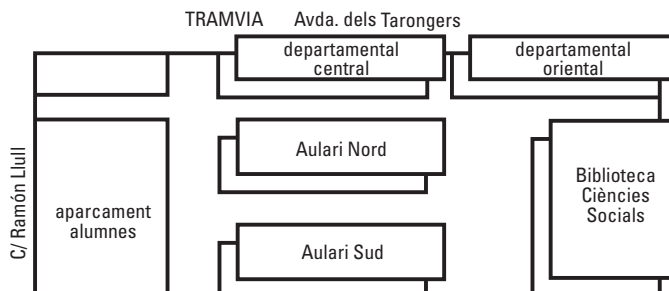 TRAMVIA Avda. dels Tarongers
departamental
central
departamental
oriental
C/ Ramón Llull
Aulari Nord
aparcament
alumnes
Biblioteca
Ciències
Socials
Aulari Sud